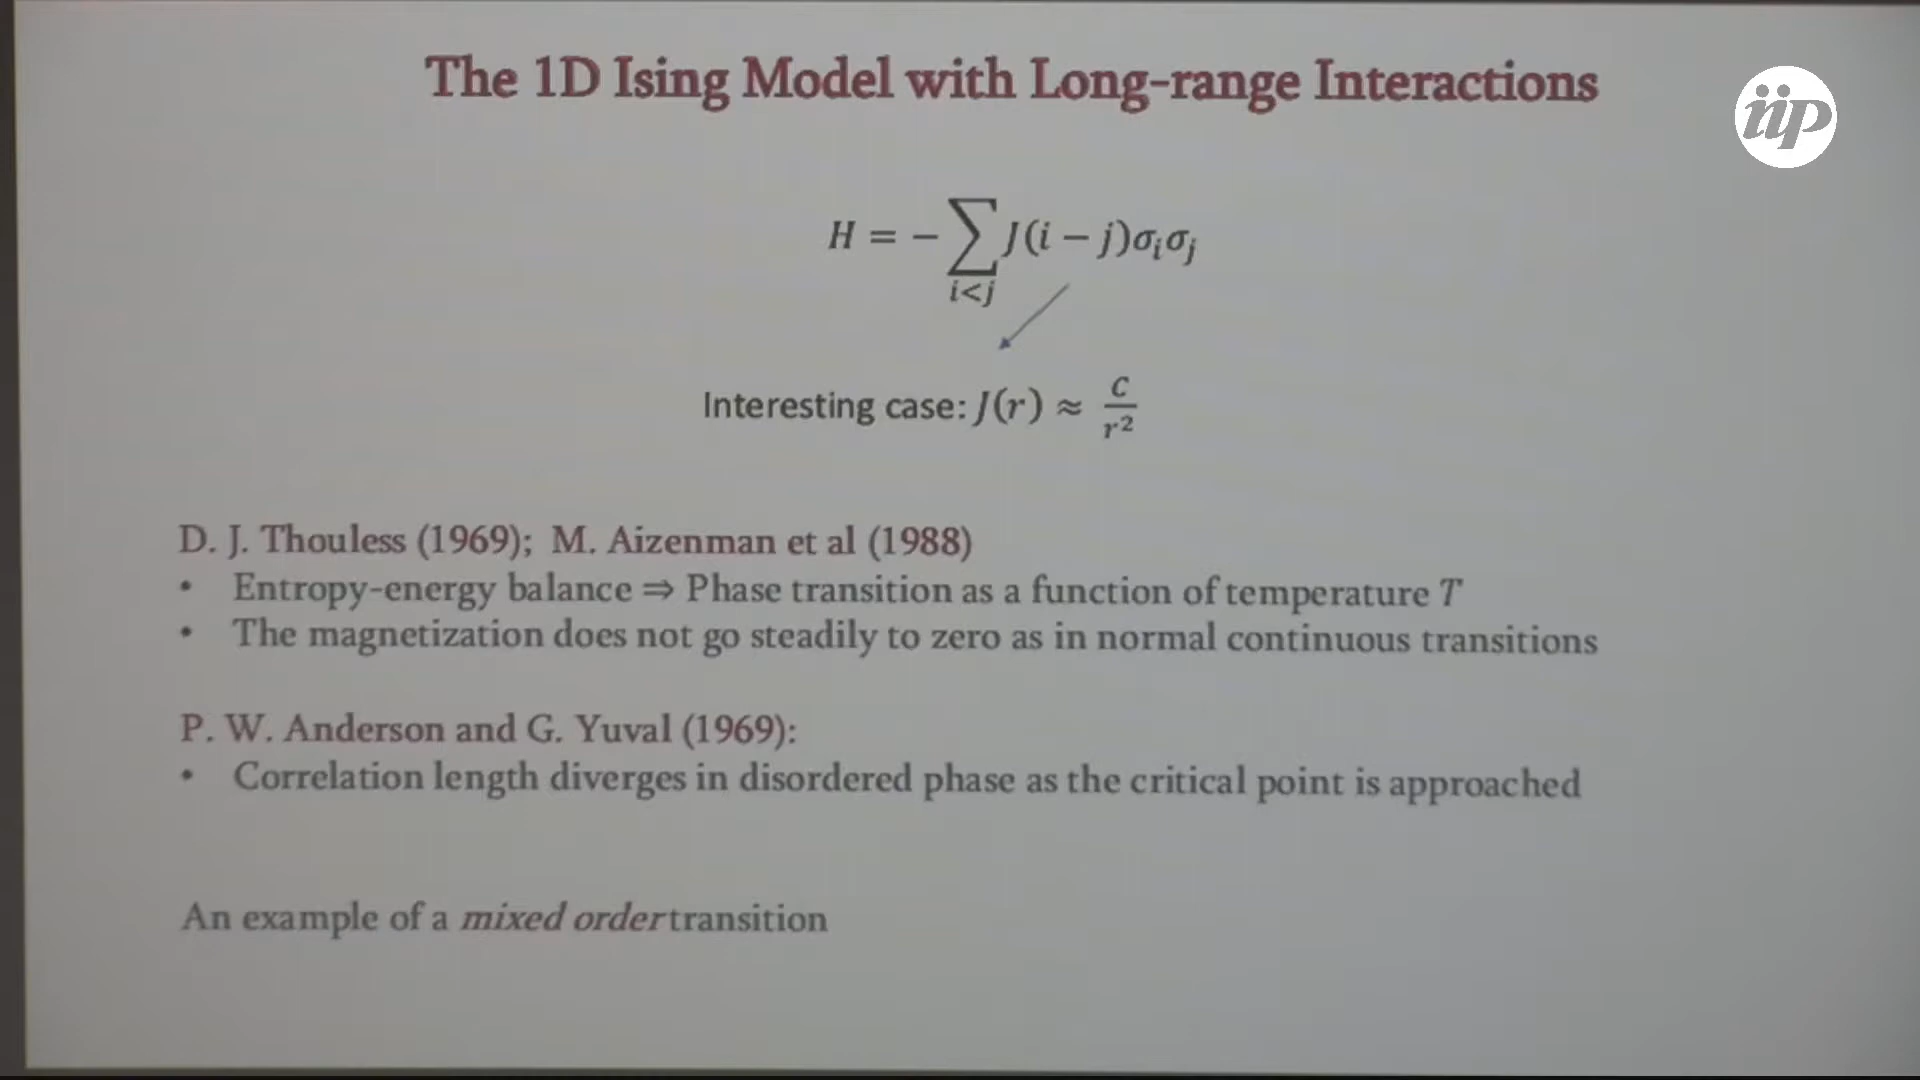 The 1D Ising Model with Long-range Interactions
iip
H = − ∑ J(i − j)σᵢσⱼ
i<j
Interesting case: J(r) ≈ C/r²
D. J. Thouless (1969); M. Aizenman et al (1988)
• Entropy-energy balance ⇒ Phase transition as a function of temperature T
• The magnetization does not go steadily to zero as in normal continuous transitions
P. W. Anderson and G. Yuval (1969):
• Correlation length diverges in disordered phase as the critical point is approached
An example of a mixed order transition